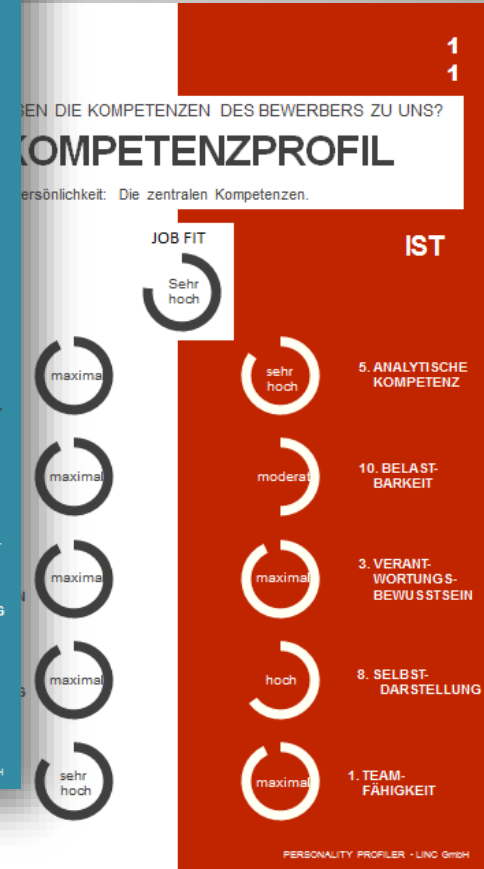 1
1
SEN DIE KOMPETENZEN DES BEWERBERS ZU UNS?
KOMPETENZPROFIL
ersönlichkeit: Die zentralen Kompetenzen.
JOB FIT
IST
Sehr
hoch
maximal
sehr
hoch
5. ANALYTISCHE
KOMPETENZ
maximal
moderat
10. BELAST-
BARKEIT
maximal
maximal
3. VERANT-
WORTUNGS-
BEWUSSTSEIN
maximal
hoch
8. SELBST-
DARSTELLUNG
sehr
hoch
maximal
1. TEAM-
FÄHIGKEIT
PERSONALITY PROFILER - LINC GmbH